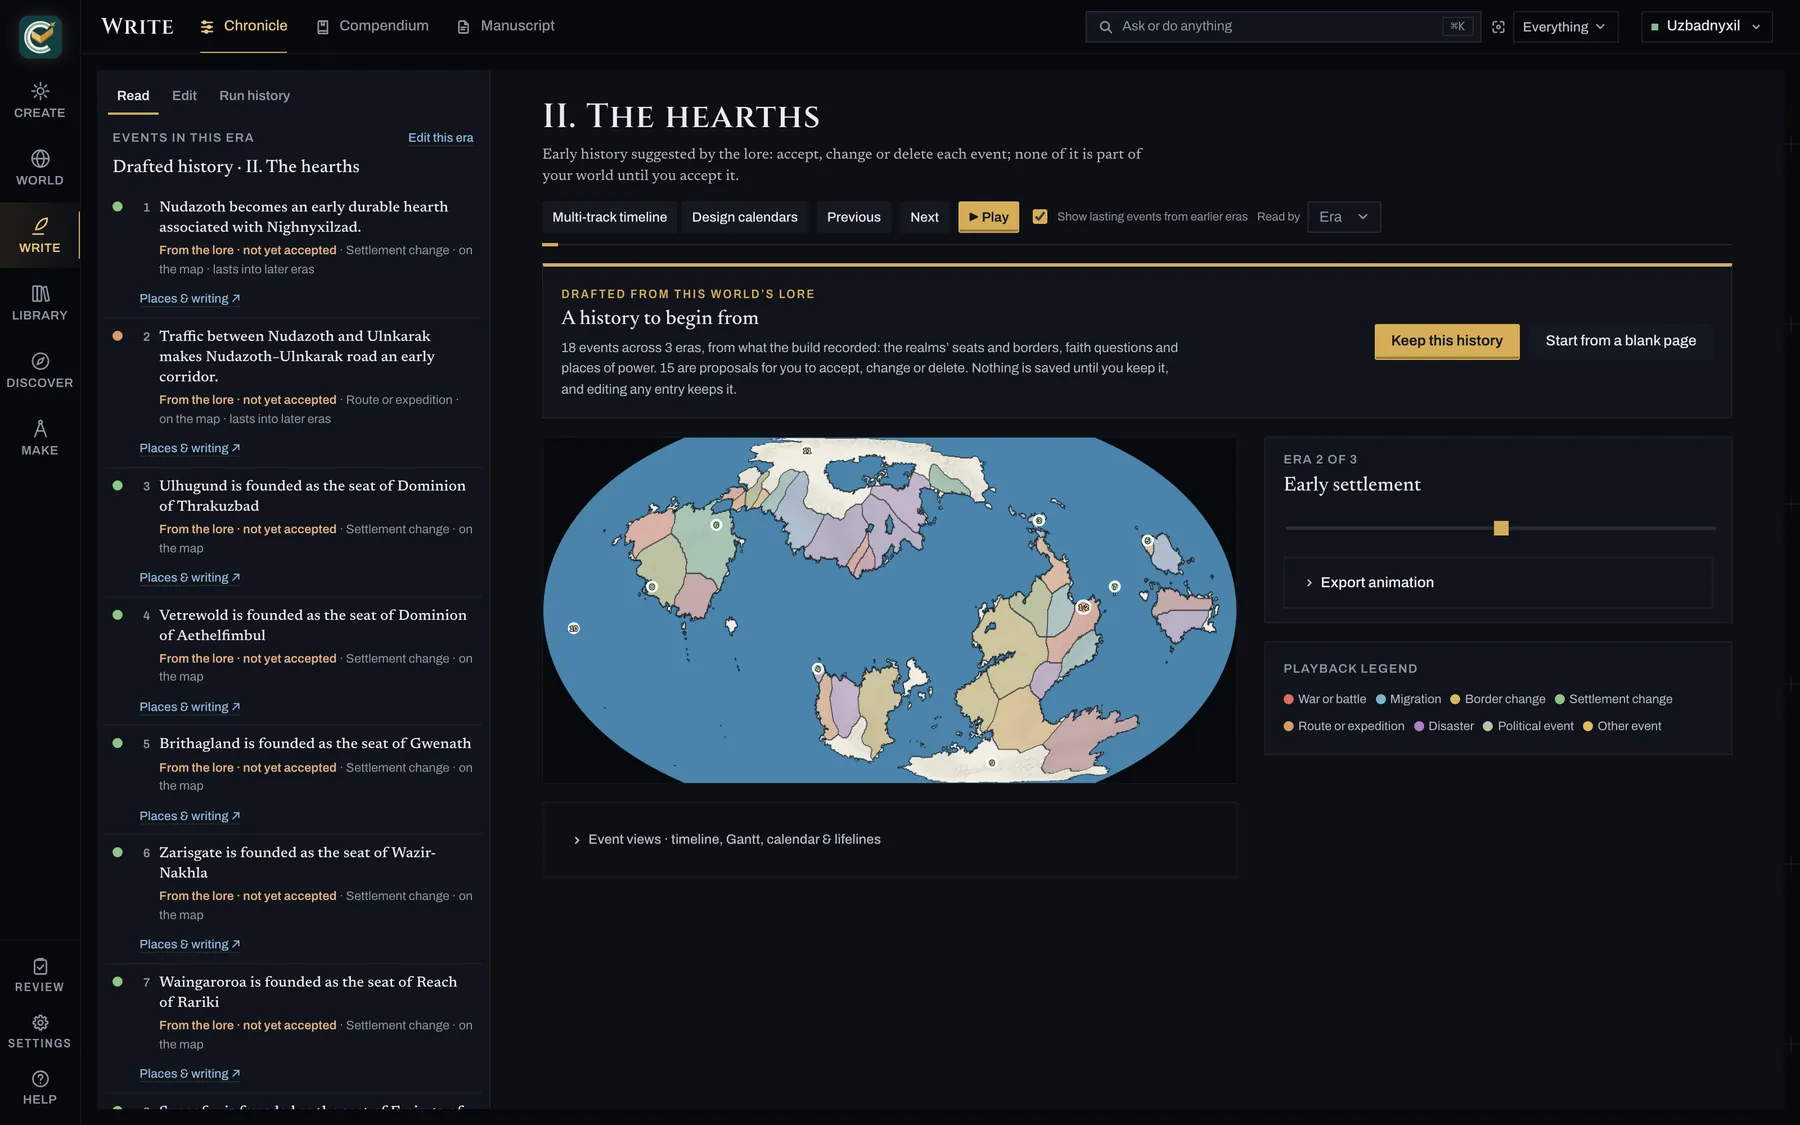 WRITE
Chronicle
Compendium
Manuscript
Ask or do anything
⌘K
Everything
Uzbadnyxil
CREATE
WORLD
WRITE
LIBRARY
DISCOVER
MAKE
REVIEW
SETTINGS
HELP
Read
Edit
Run history
EVENTS IN THIS ERA
Edit this era
Drafted history · II. The hearths
1 Nudazoth becomes an early durable hearth
associated with Nighnyxilzad.
From the lore · not yet accepted · Settlement change · on
the map · lasts into later eras
Places & writing ↗
2 Traffic between Nudazoth and Ulnkarak
makes Nudazoth–Ulnkarak road an early
corridor.
From the lore · not yet accepted · Route or expedition ·
on the map · lasts into later eras
Places & writing ↗
3 Ulhugund is founded as the seat of Dominion
of Thrakuzbad
From the lore · not yet accepted · Settlement change · on
the map
Places & writing ↗
4 Vetrewold is founded as the seat of Dominion
of Aethelfimbul
From the lore · not yet accepted · Settlement change · on
the map
Places & writing ↗
5 Brithagland is founded as the seat of Gwenath
From the lore · not yet accepted · Settlement change · on
the map
Places & writing ↗
6 Zarisgate is founded as the seat of Wazir-
Nakhla
From the lore · not yet accepted · Settlement change · on
the map
Places & writing ↗
7 Waingaroroa is founded as the seat of Reach
of Rariki
From the lore · not yet accepted · Settlement change · on
the map
Places & writing ↗
II. The hearths
Early history suggested by the lore: accept, change or delete each event; none of it is part of
your world until you accept it.
Multi-track timeline
Design calendars
Previous
Next
▶ Play
Show lasting events from earlier eras
Read by
Era
DRAFTED FROM THIS WORLD'S LORE
A history to begin from
18 events across 3 eras, from what the build recorded: the realms' seats and borders, faith questions and
places of power. 15 are proposals for you to accept, change or delete. Nothing is saved until you keep it,
and editing any entry keeps it.
Keep this history
Start from a blank page
11
3
7
12
10
4
9
Event views · timeline, Gantt, calendar & lifelines
ERA 2 OF 3
Early settlement
Export animation
PLAYBACK LEGEND
War or battle
Migration
Border change
Settlement change
Route or expedition
Disaster
Political event
Other event